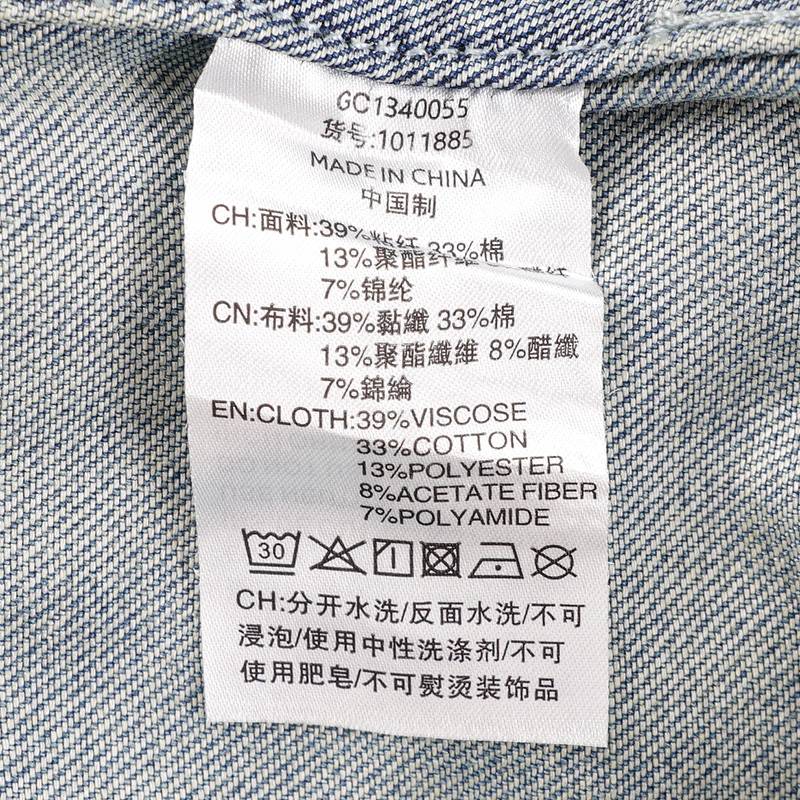 GC1340055
货号:1011885
MADE IN CHINA
中国制
CH:面料:39%粘纤 33%棉
13%聚酯纤维
7%锦纶
CN:布料:39%黏纖 33%棉
13%聚酯纖維 8%醋纖
7%錦綸
EN:CLOTH:39%VISCOSE
33%COTTON
13%POLYESTER
8%ACETATE FIBER
7%POLYAMIDE
30
CH:分开水洗/反面水洗/不可
浸泡/使用中性洗涤剂/不可
使用肥皂/不可熨烫装饰品